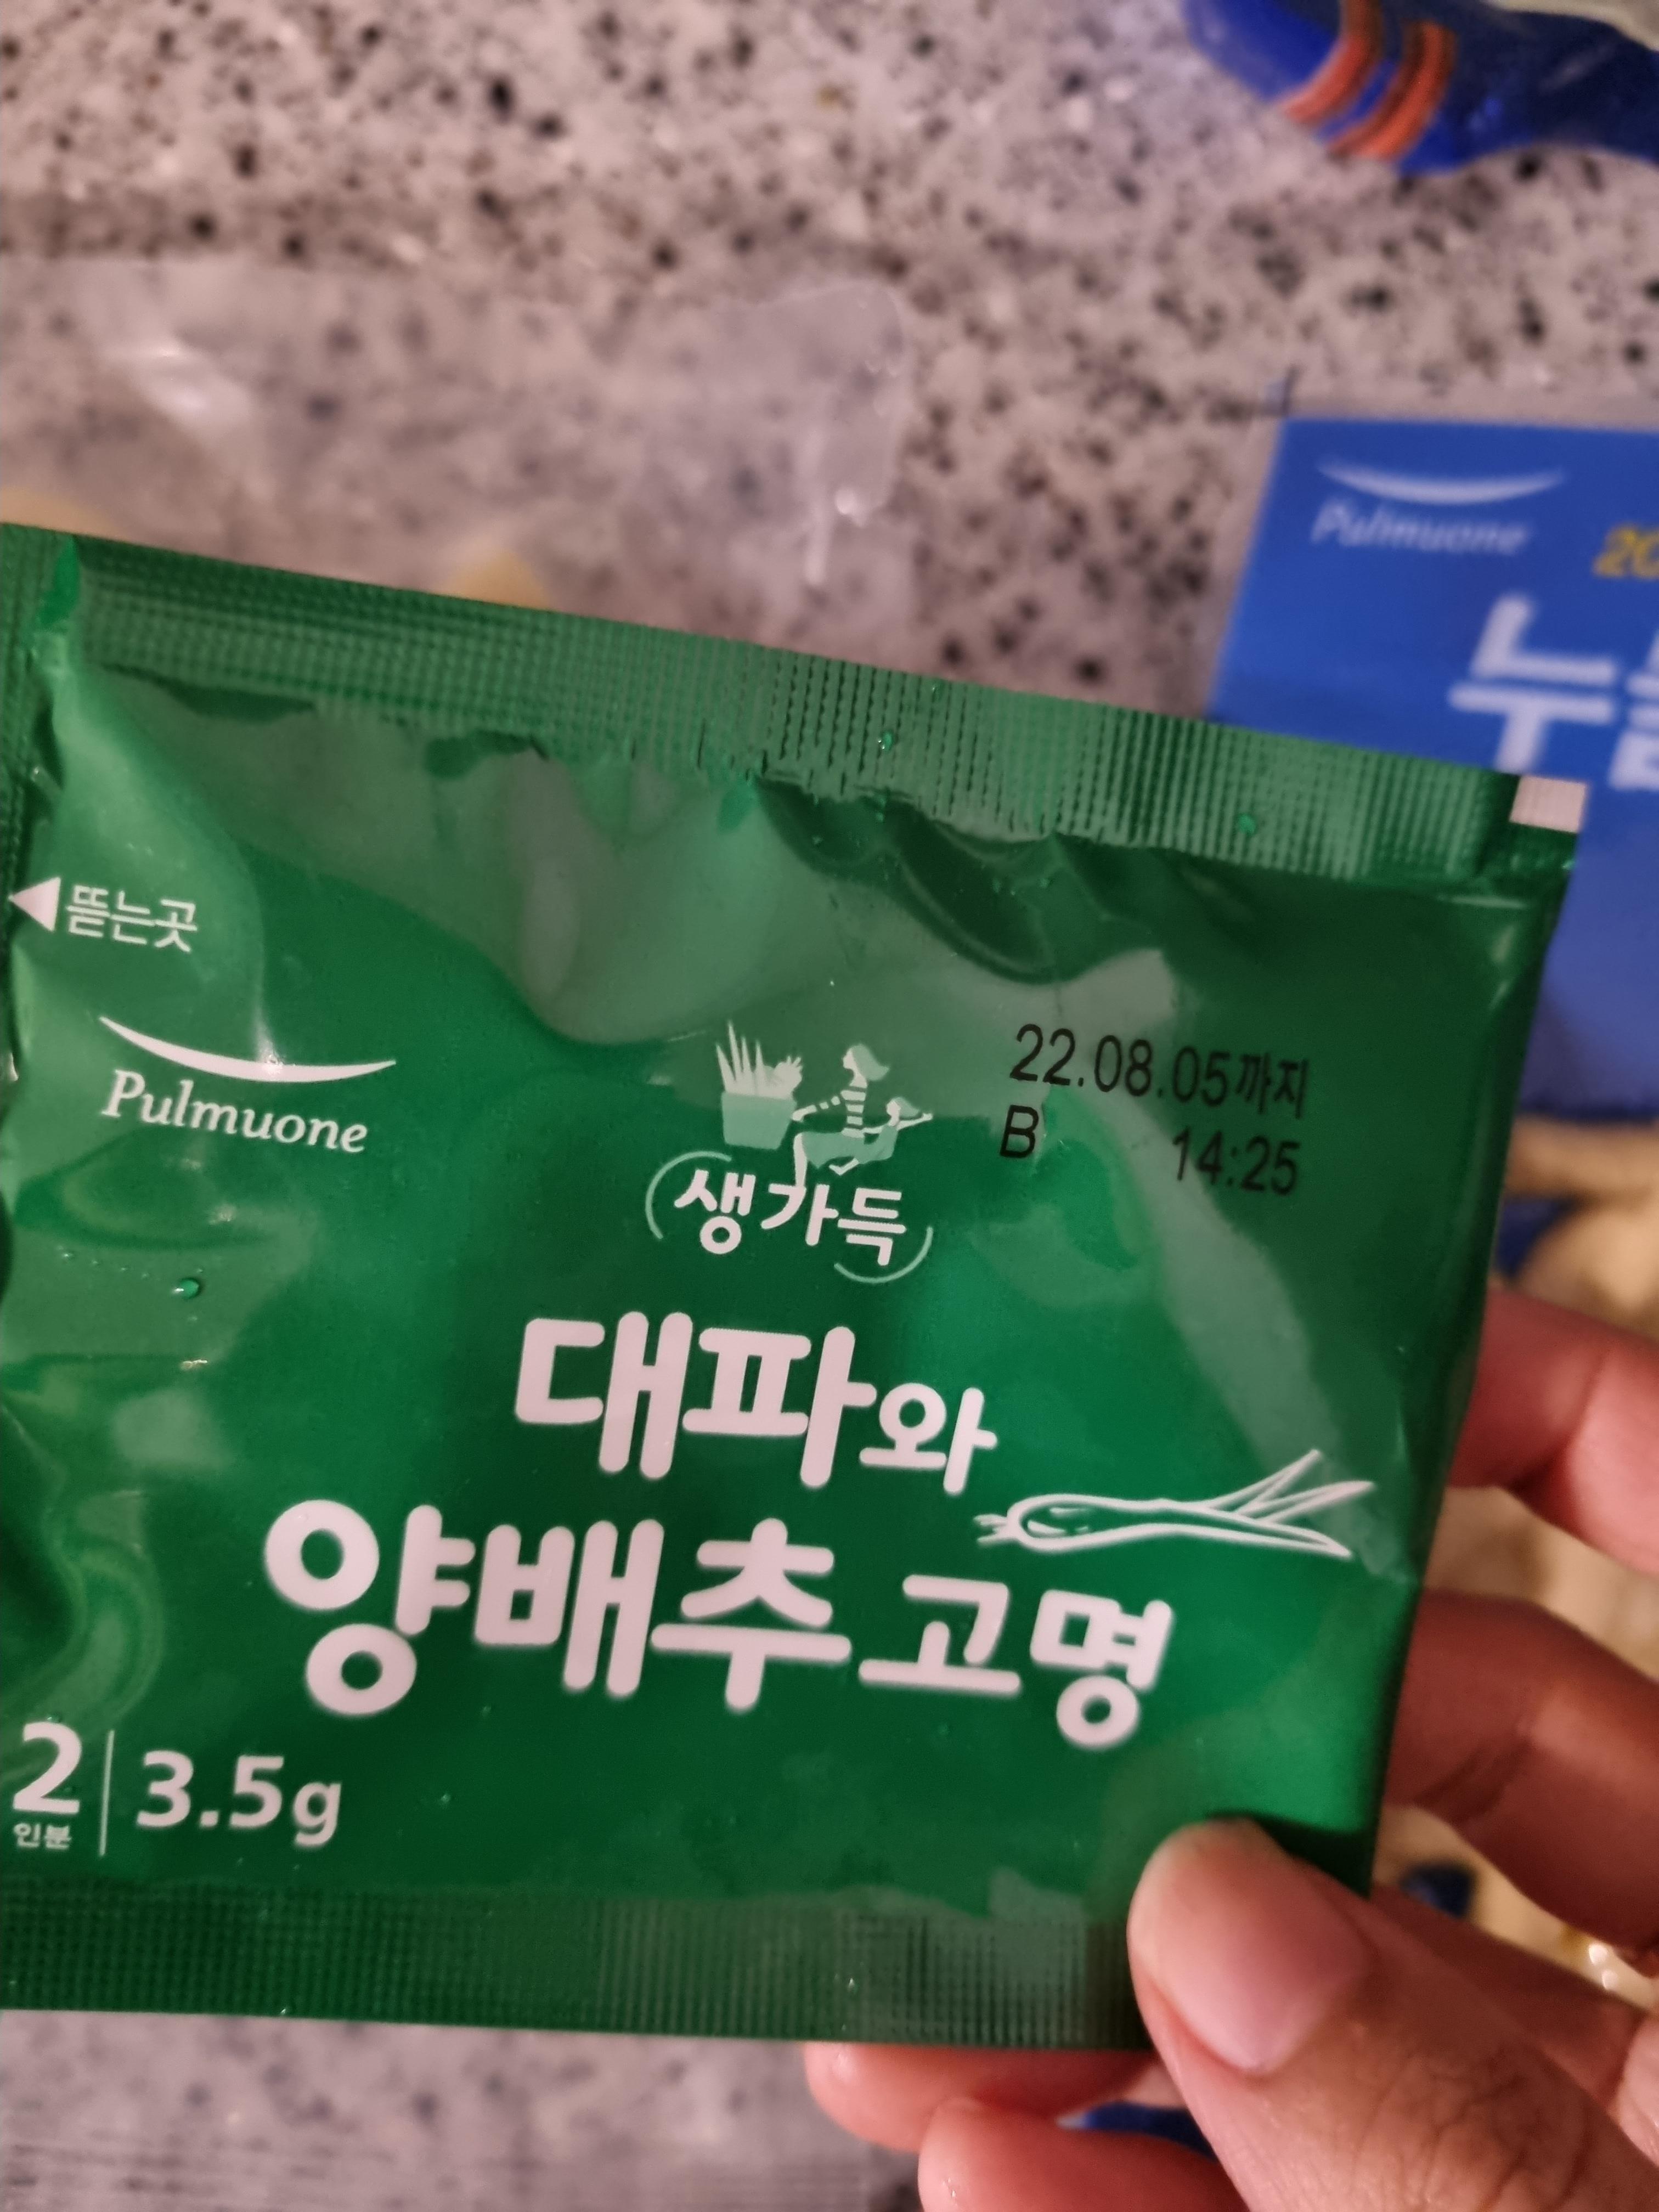 Pulmuone
뜯는곳
Pulmuone
22.08.05까지
B 14:25
생가득
대파와
양배추 고명
2
인분
3.5g